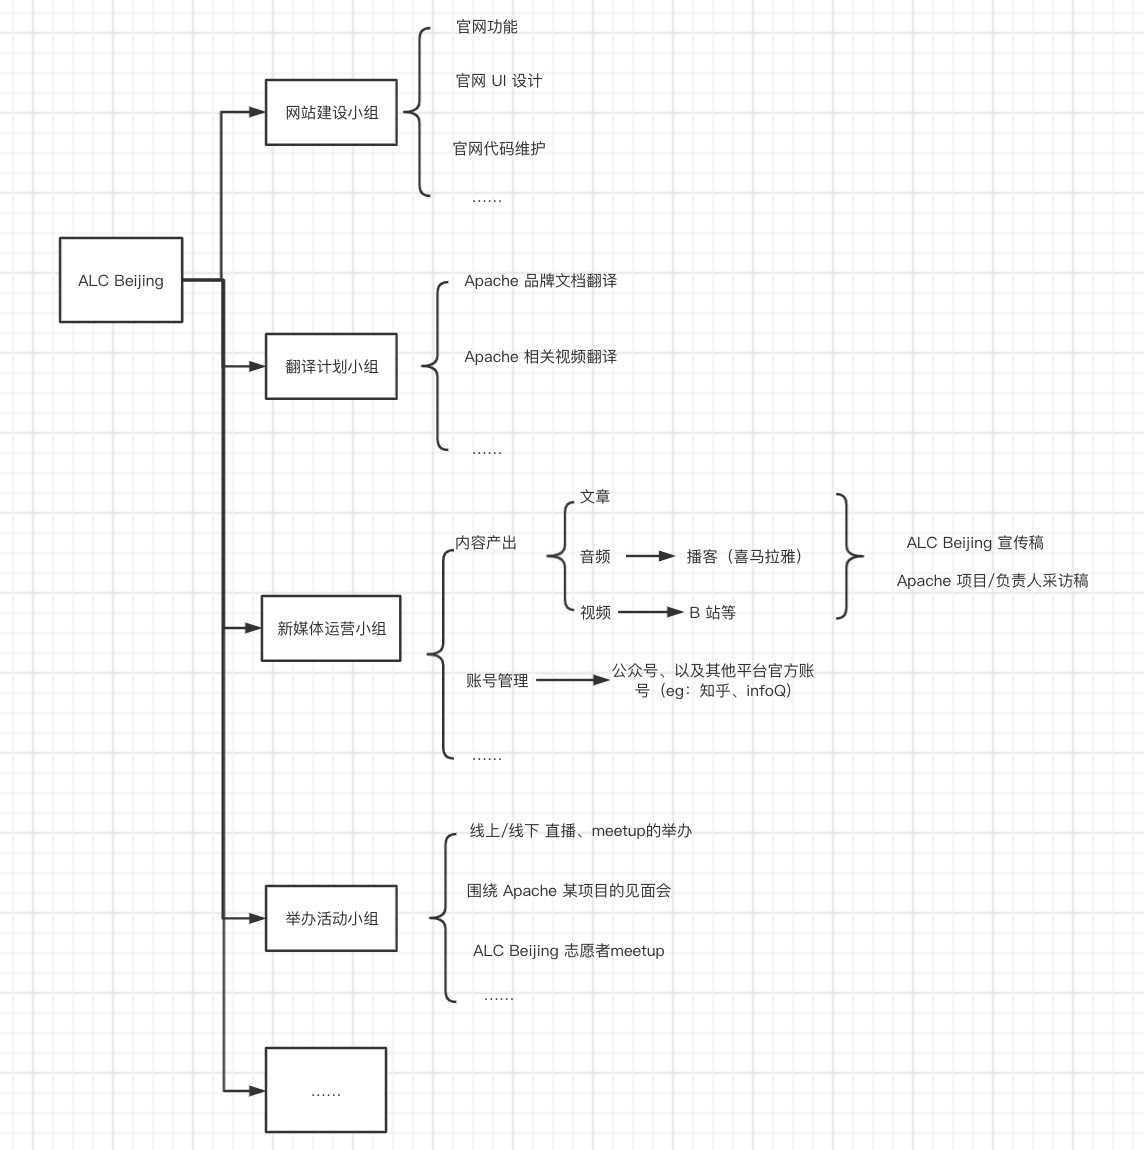 官网功能
官网 UI 设计
网站建设小组
官网代码维护
……
ALC Beijing
Apache 品牌文档翻译
Apache 相关视频翻译
翻译计划小组
……
文章
内容产出
音频
播客（喜马拉雅）
ALC Beijing 宣传稿
Apache 项目/负责人采访稿
视频
B 站等
新媒体运营小组
账号管理
公众号、以及其他平台官方账
号（eg：知乎、infoQ）
……
线上/线下 直播、meetup的举办
围绕 Apache 某项目的见面会
举办活动小组
ALC Beijing 志愿者meetup
……
……